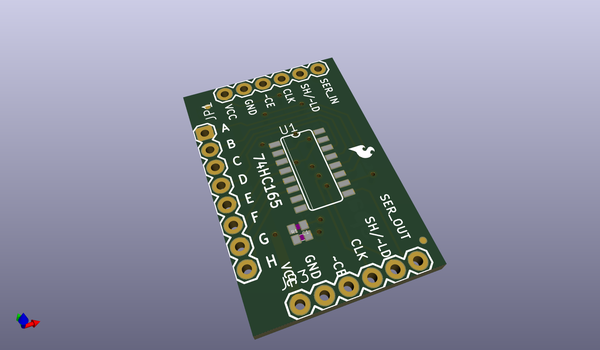 VCC
GND
-CE
CLK
SH/-LD
SER_IN
JP1
A
B
C
D
E
F
G
H
U1
74HC165
VCC
GND
-CE
CLK
SH/-LD
SER_OUT